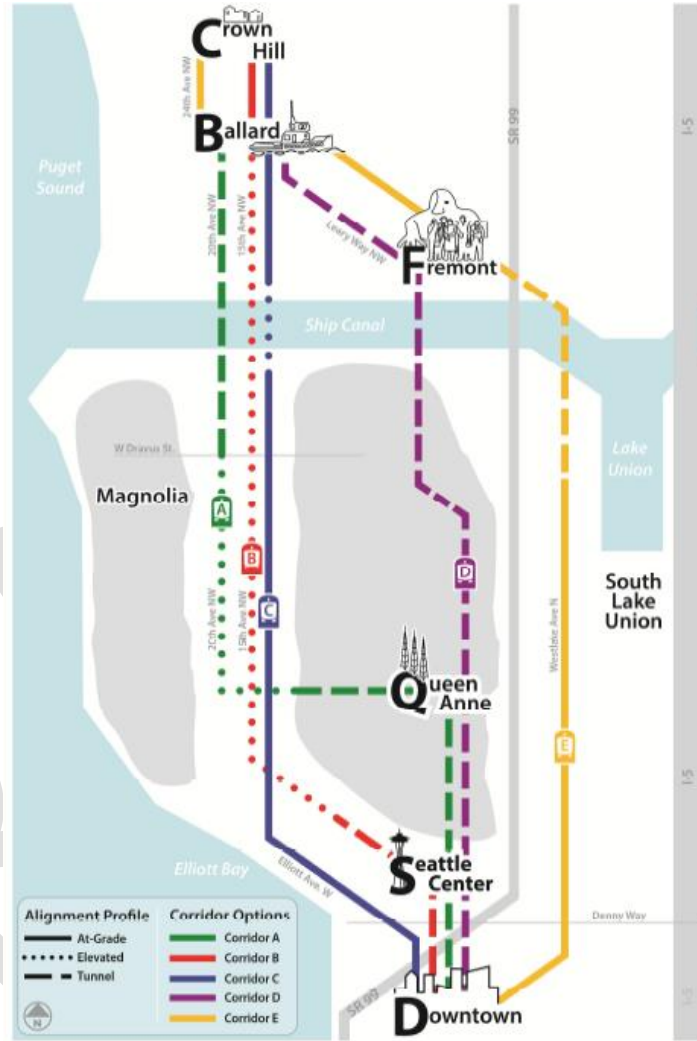 Crown
Hill
24th Ave NW
Ballard
SR 99
I-5
Puget
Sound
20th Ave NW
15th Ave NW
Leary Way NW
Fremont
Ship Canal
W Dravus St.
Lake
Union
Magnolia
A
B
D
C
South
Lake
Union
20th Ave NW
15th Ave NW
Westlake Ave N
Queen
Anne
E
I-5
Elliott Bay
Elliott Ave. W
Seattle
Center
Denny Way
Alignment Profile
At-Grade
Elevated
Tunnel
N
Corridor Options
Corridor A
Corridor B
Corridor C
Corridor D
Corridor E
SR 99
Downtown
I-5